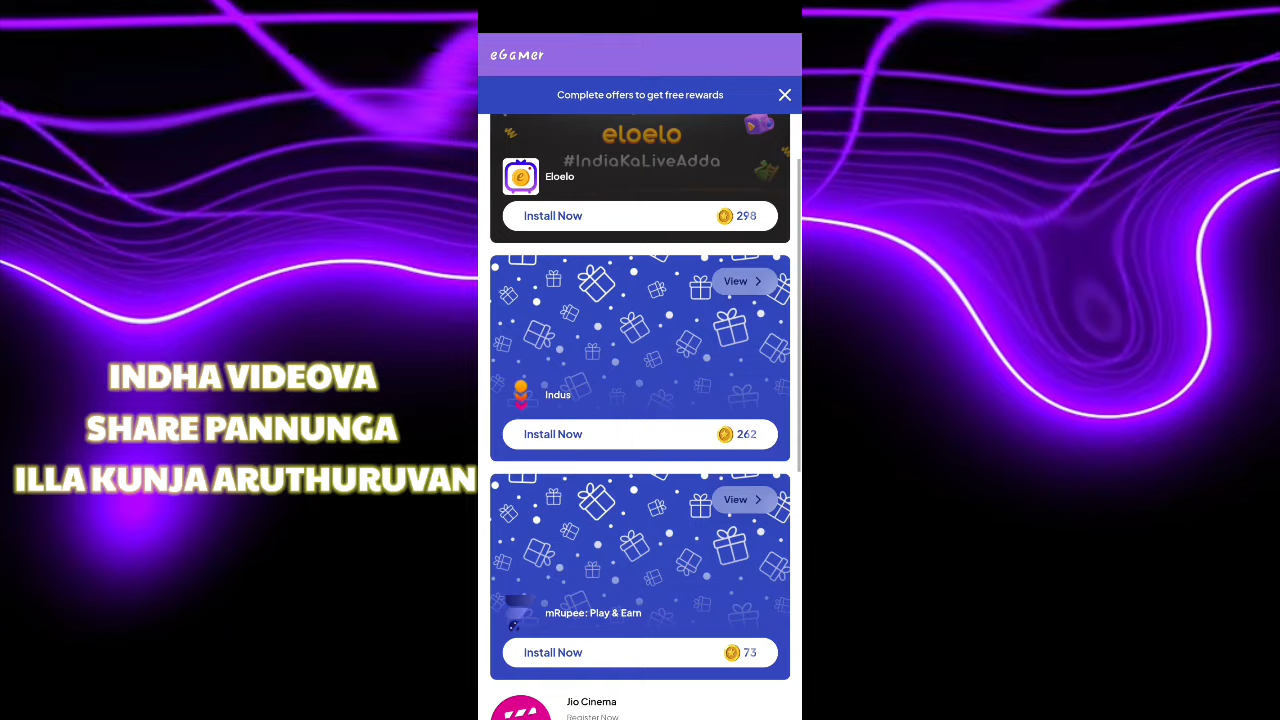 eGamer
Complete offers to get free rewards
eloelo
#IndiaKaLiveAdda
Eloelo
Install Now 298
View
Indus
Install Now 262
View
mRupee: Play & Earn
Install Now 73
Jio Cinema
Register Now
INDHA VIDEOVA
SHARE PANNUNGA
ILLA KUNJA ARUTHURUVAN